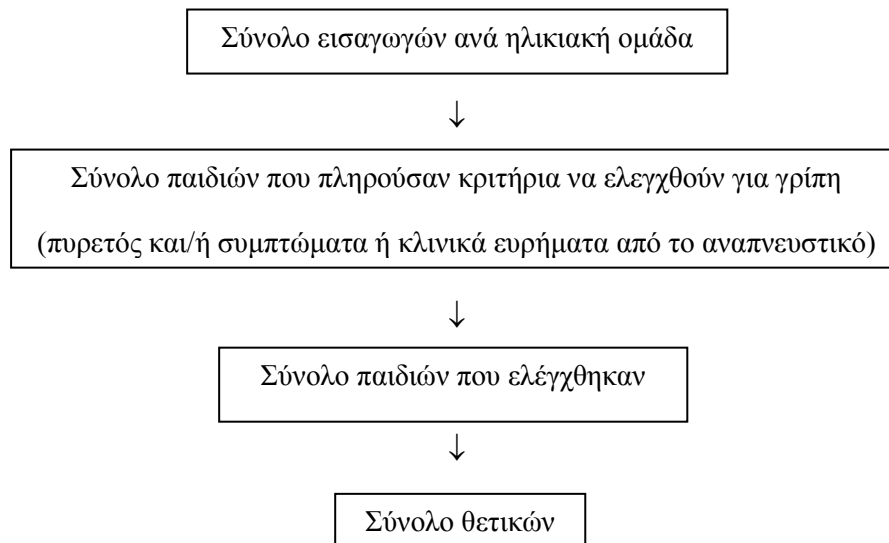 Σύνολο εισαγωγών ανά ηλικιακή ομάδα
↓
Σύνολο παιδιών που πληρούσαν κριτήρια να ελεγχθούν για γρίπη
(πυρετός και/ή συμπτώματα ή κλινικά ευρήματα από το αναπνευστικό)
↓
Σύνολο παιδιών που ελέγχθηκαν
↓
Σύνολο θετικών